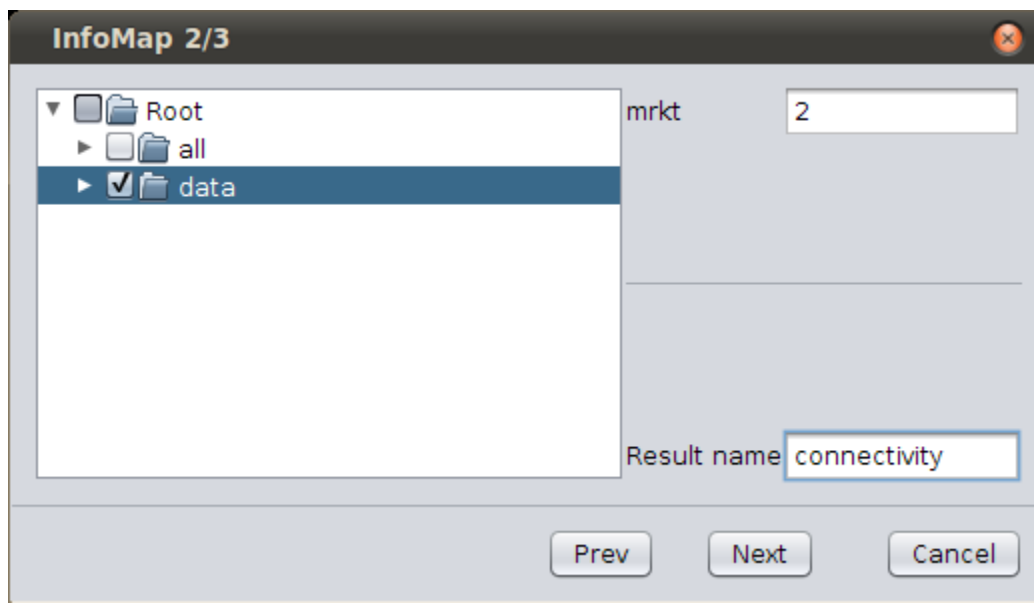 InfoMap 2/3
Root
all
data
mrkt 2
Result name connectivity
Prev Next Cancel